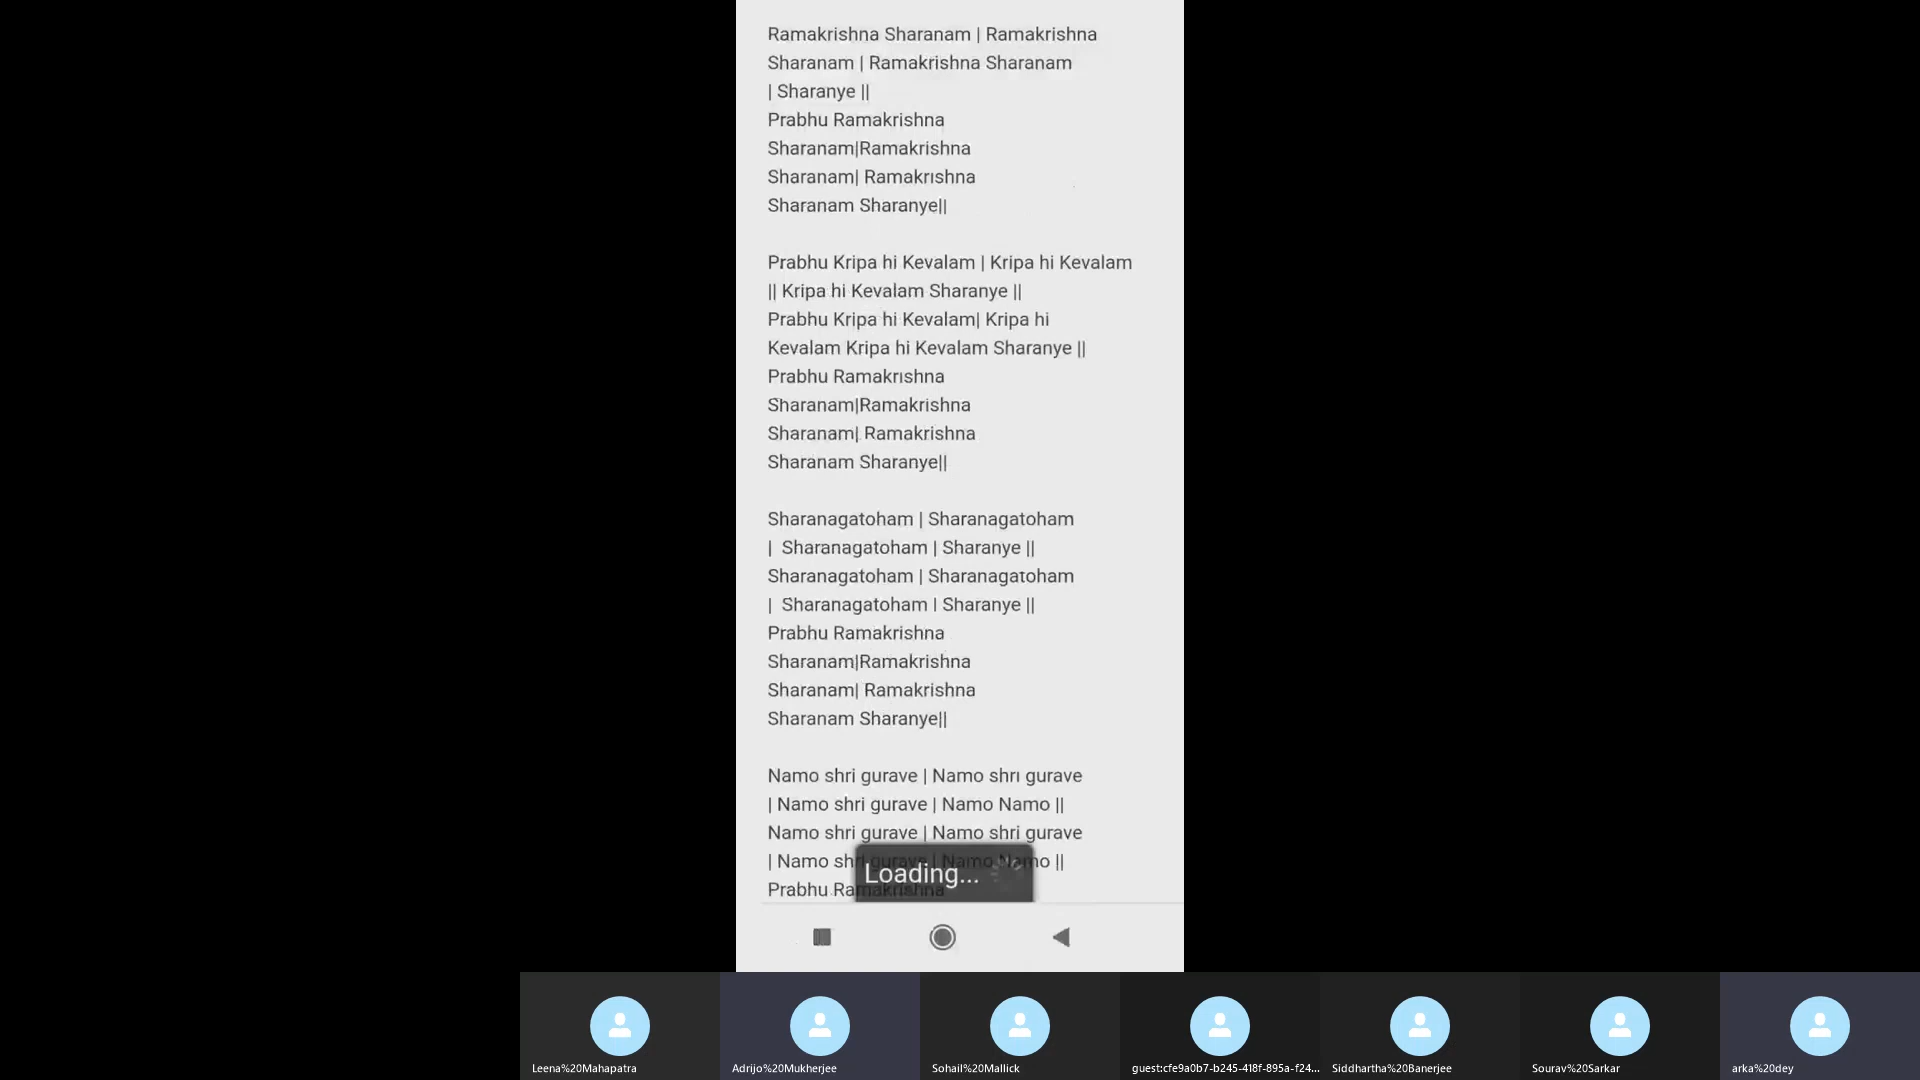 Ramakrishna Sharanam | Ramakrishna
Sharanam | Ramakrishna Sharanam
| Sharanye ||
Prabhu Ramakrishna
Sharanam|Ramakrishna
Sharanam| Ramakrishna
Sharanam Sharanye||
Prabhu Kripa hi Kevalam | Kripa hi Kevalam
|| Kripa hi Kevalam Sharanye ||
Prabhu Kripa hi Kevalam| Kripa hi
Kevalam Kripa hi Kevalam Sharanye ||
Prabhu Ramakrishna
Sharanam|Ramakrishna
Sharanam| Ramakrishna
Sharanam Sharanye||
Sharanagatoham | Sharanagatoham
| Sharanagatoham | Sharanye ||
Sharanagatoham | Sharanagatoham
| Sharanagatoham | Sharanye ||
Prabhu Ramakrishna
Sharanam|Ramakrishna
Sharanam| Ramakrishna
Sharanam Sharanye||
Namo shri gurave | Namo shri gurave
| Namo shri gurave | Namo Namo ||
Namo shri gurave | Namo shri gurave
| Namo shri gurave | Namo Namo ||
Loading...
Prabhu Ramakrishna
Leena%20Mahapatra
Adrijo%20Mukherjee
Sohail%20Mallick
guest:cfe9a0b7-b245-418f-895a-f24...
Siddhartha%20Banerjee
Sourav%20Sarkar
arka%20dey